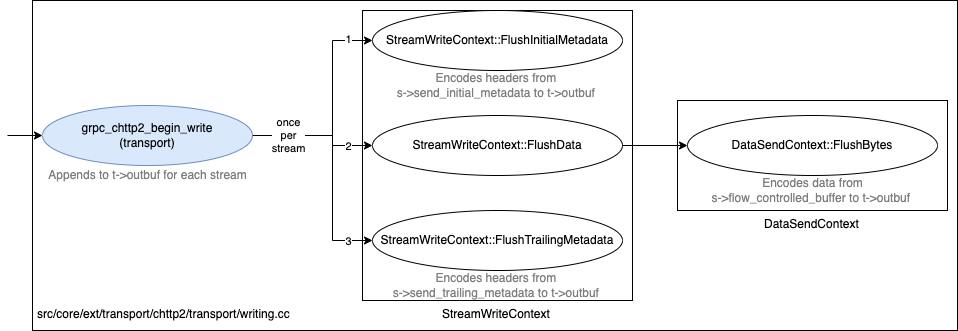 grpc_chttp2_begin_write
(transport)
Appends to t->outbuf for each stream
once
per
stream
1
StreamWriteContext::FlushInitialMetadata
Encodes headers from
s->send_initial_metadata to t->outbuf
2
StreamWriteContext::FlushData
3
StreamWriteContext::FlushTrailingMetadata
Encodes headers from
s->send_trailing_metadata to t->outbuf
StreamWriteContext
DataSendContext::FlushBytes
Encodes data from
s->flow_controlled_buffer to t->outbuf
DataSendContext
src/core/ext/transport/chttp2/transport/writing.cc